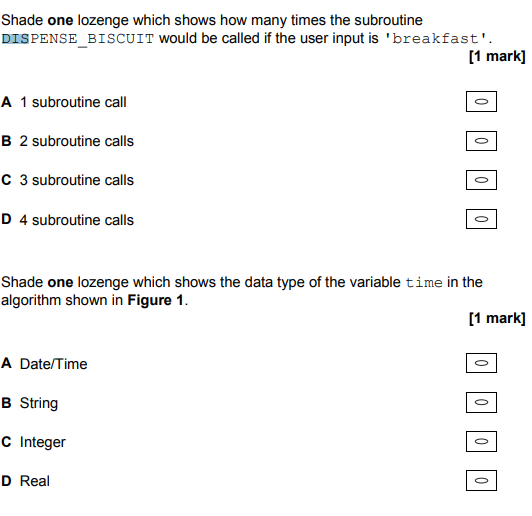 Shade one lozenge which shows how many times the subroutine
DISPENSE_BISCUIT would be called if the user input is 'breakfast'.
[1 mark]
A 1 subroutine call
B 2 subroutine calls
C 3 subroutine calls
D 4 subroutine calls
Shade one lozenge which shows the data type of the variable time in the
algorithm shown in Figure 1.
[1 mark]
A Date/Time
B String
C Integer
D Real